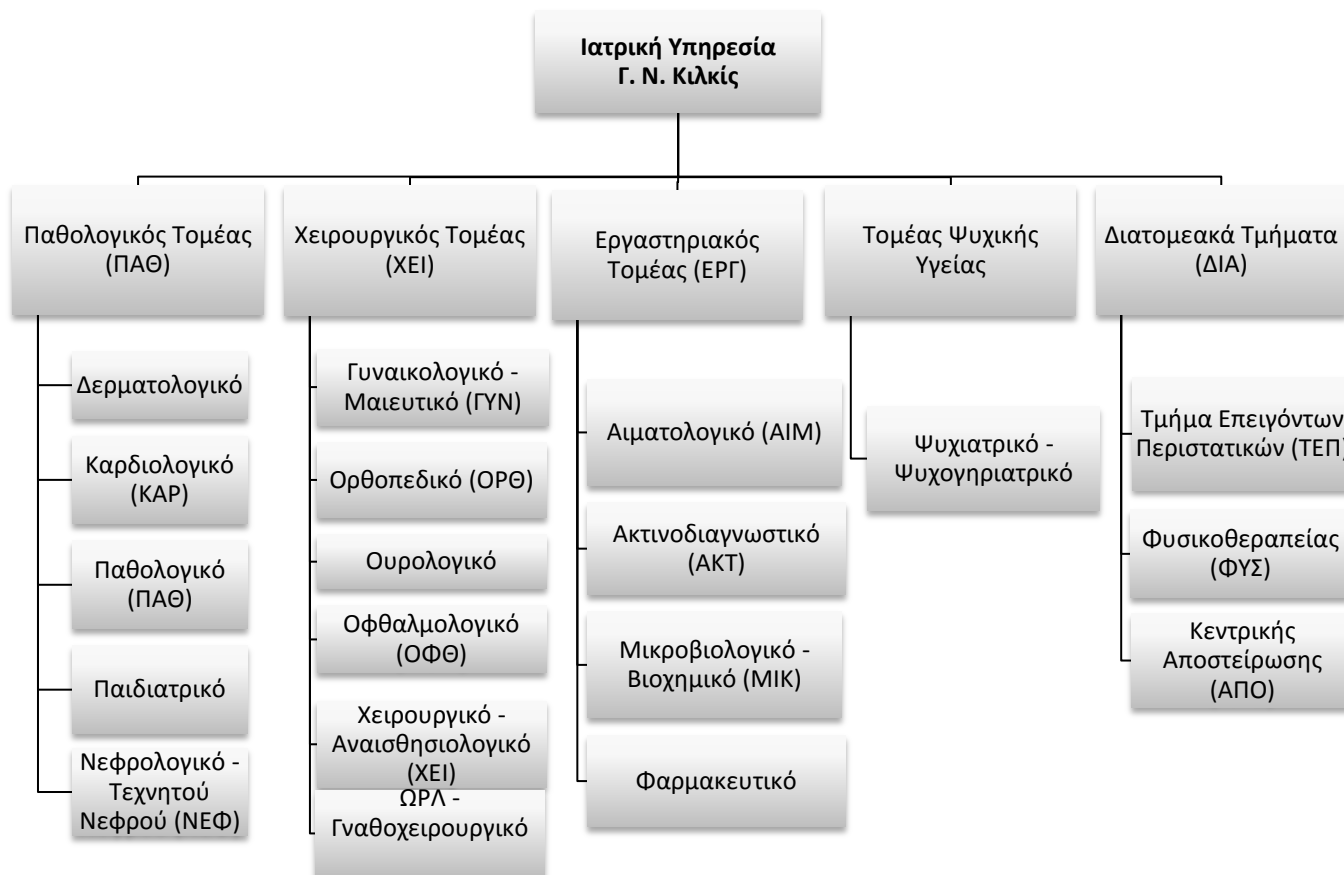 Ιατρική Υπηρεσία
Γ. Ν. Κιλκίς
Παθολογικός Τομέας
(ΠΑΘ)
Δερματολογικό
Καρδιολογικό
(ΚΑΡ)
Παθολογικό
(ΠΑΘ)
Παιδιατρικό
Νεφρολογικό -
Τεχνητού
Νεφρού (ΝΕΦ)
Χειρουργικός Τομέας
(ΧΕΙ)
Γυναικολογικό -
Μαιευτικό (ΓΥΝ)
Ορθοπεδικό (ΟΡΘ)
Ουρολογικό
Οφθαλμολογικό
(ΟΦΘ)
Χειρουργικό -
Αναισθησιολογικό
(ΧΕΙ)
ΩΡΛ -
Γναθοχειρουργικό
Εργαστηριακός
Τομέας (ΕΡΓ)
Αιματολογικό (ΑΙΜ)
Ακτινοδιαγνωστικό
(ΑΚΤ)
Μικροβιολογικό -
Βιοχημικό (ΜΙΚ)
Φαρμακευτικό
Τομέας Ψυχικής
Υγείας
Ψυχιατρικό -
Ψυχογηριατρικό
Διατομεακά Τμήματα
(ΔΙΑ)
Τμήμα Επειγόντων
Περιστατικών (ΤΕΠ)
Φυσικοθεραπείας
(ΦΥΣ)
Κεντρικής
Αποστείρωσης
(ΑΠΟ)